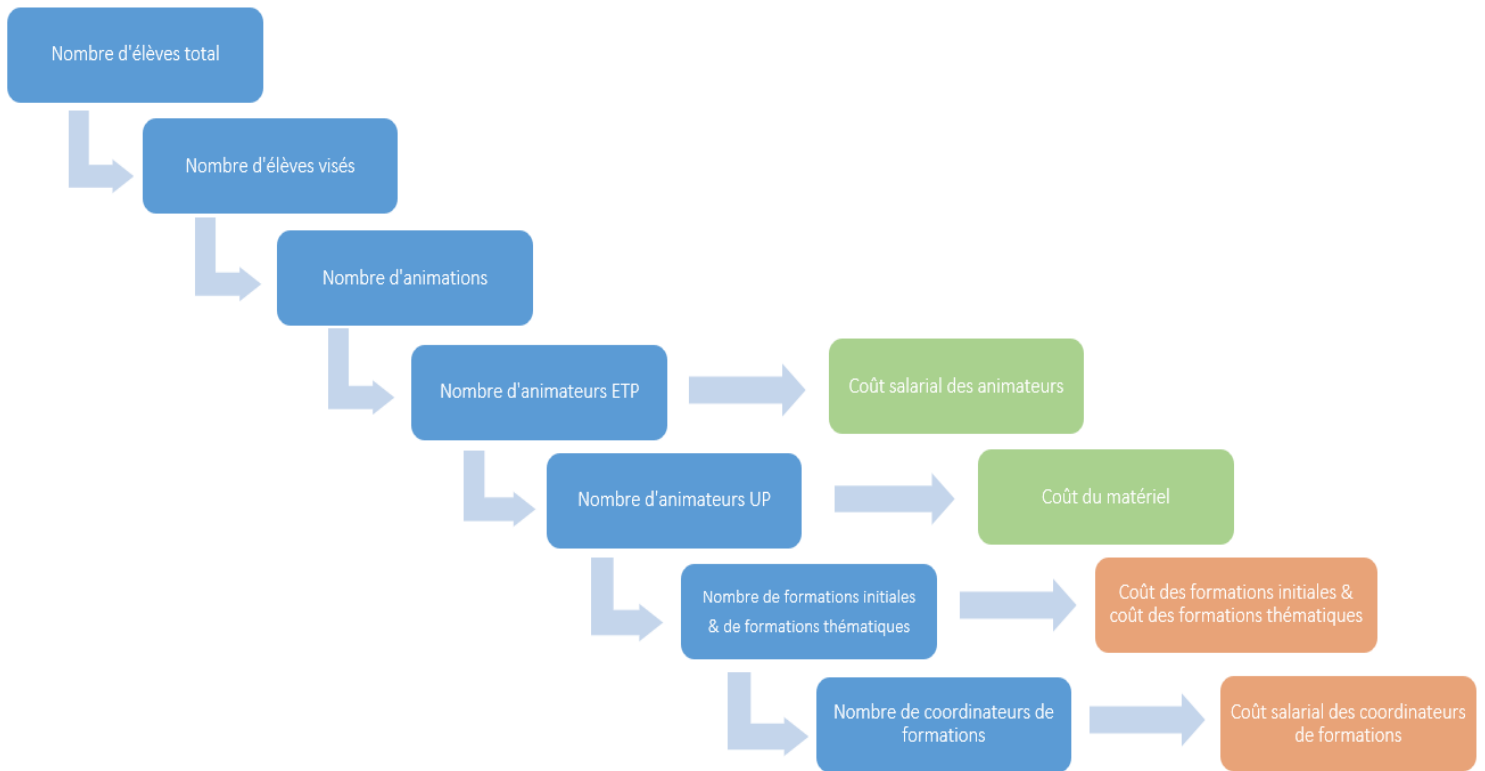 Nombre d'élèves total
Nombre d'élèves visés
Nombre d'animations
Nombre d'animateurs ETP
Coût salarial des animateurs
Nombre d'animateurs UP
Coût du matériel
Nombre de formations initiales
& de formations thématiques
Coût des formations initiales &
coût des formations thématiques
Nombre de coordinateurs de
formations
Coût salarial des coordinateurs
de formations